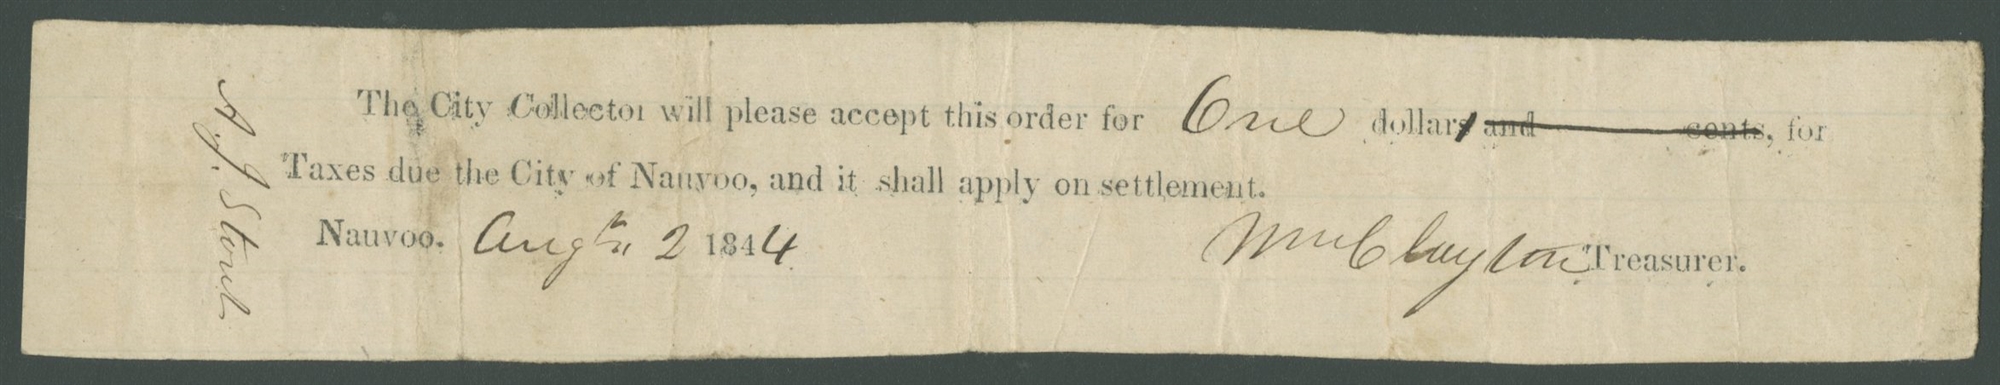 The City Collector will please accept this order for One dollars and cents, for
Taxes due the City of Nauvoo, and it shall apply on settlement.
Nauvoo. Augt. 2 1844 Wm Clayton Treasurer.
A. J. Stout